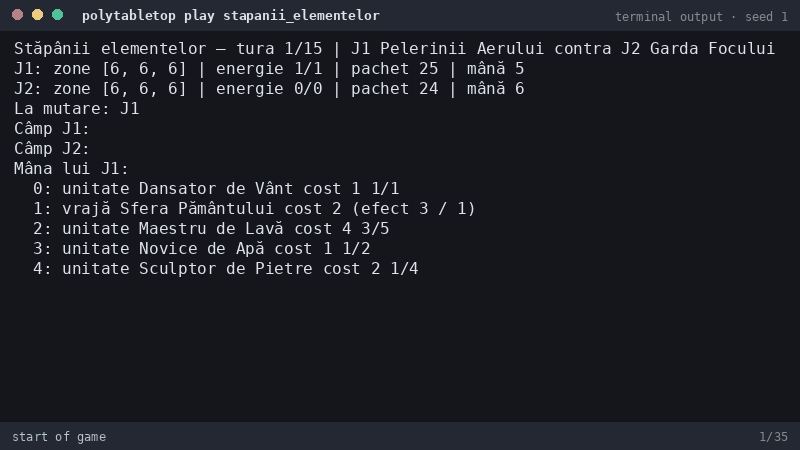 polytabletop play stapanii_elementelor
terminal output · seed 1
Stăpânii elementelor — tura 1/15 | J1 Pelerinii Aerului contra J2 Garda Focului
J1: zone [6, 6, 6] | energie 1/1 | pachet 25 | mână 5
J2: zone [6, 6, 6] | energie 0/0 | pachet 24 | mână 6
La mutare: J1
Câmp J1:
Câmp J2:
Mâna lui J1:
0: unitate Dansator de Vânt cost 1 1/1
1: vrajă Sfera Pământului cost 2 (efect 3 / 1)
2: unitate Maestru de Lavă cost 4 3/5
3: unitate Novice de Apă cost 1 1/2
4: unitate Sculptor de Pietre cost 2 1/4
start of game
1/35